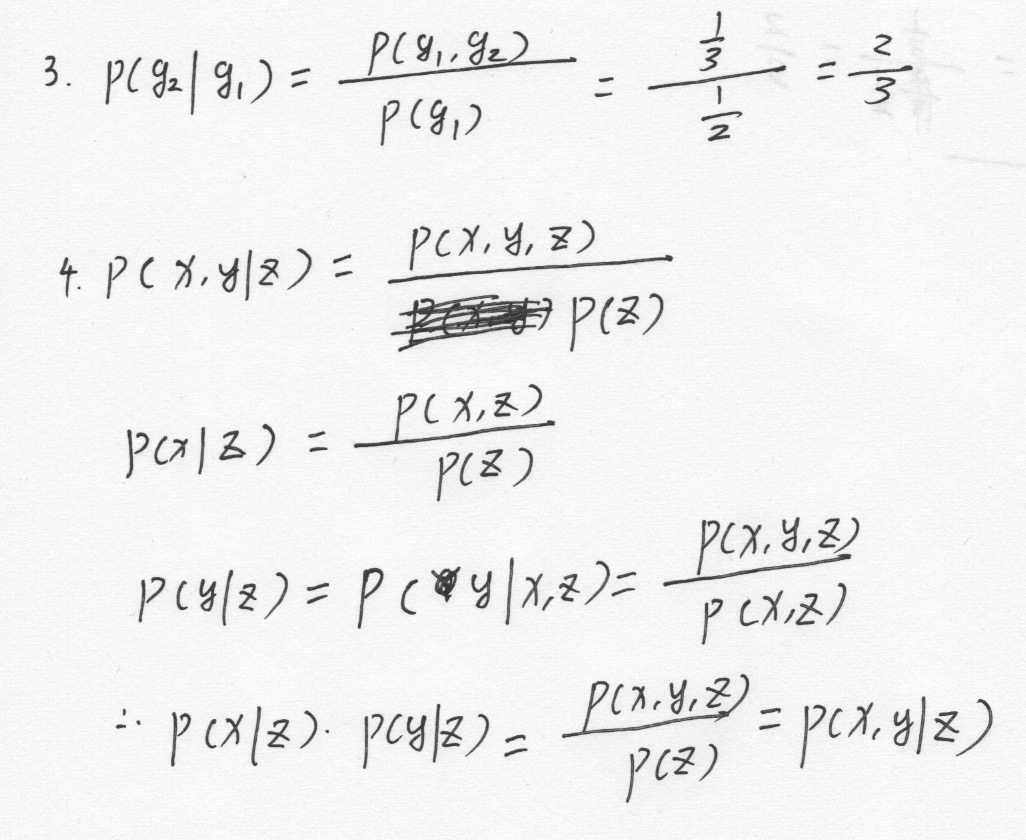 3. P(g₂|g₁) = P(g₁,g₂) / P(g₁) = (1/3) / (1/2) = 2/3
4. P(x,y|z) = P(x,y,z) / P(z)
P(x|z) = P(x,z) / P(z)
P(y|z) = P(y|x,z) = P(x,y,z) / P(x,z)
∴ P(x|z) · P(y|z) = P(x,y,z) / P(z) = P(x,y|z)